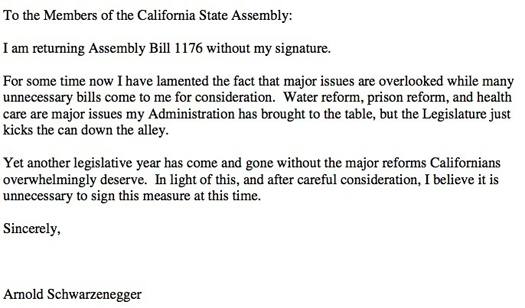 To the Members of the California State Assembly:
I am returning Assembly Bill 1176 without my signature.
For some time now I have lamented the fact that major issues are overlooked while many
unnecessary bills come to me for consideration.  Water reform, prison reform, and health
care are major issues my Administration has brought to the table, but the Legislature just
kicks the can down the alley.
Yet another legislative year has come and gone without the major reforms Californians
overwhelmingly deserve.  In light of this, and after careful consideration, I believe it is
unnecessary to sign this measure at this time.
Sincerely,
Arnold Schwarzenegger